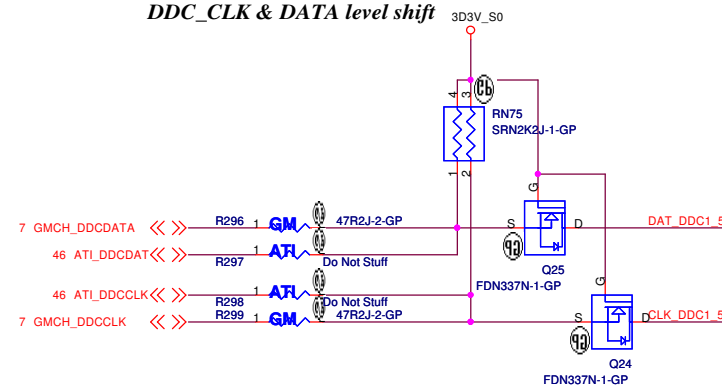 DDC_CLK & DATA level shift
3D3V_S0
4
3
RN75
SRN2K2J-1-GP
1
2
G
7 GMCH_DDCDATA
R296
1
GM
47R2J-2-GP
S
D
DAT_DDC1_5
46 ATI_DDCDAT
R297
1
ATI
Do Not Stuff
Q25
FDN337N-1-GP
G
46 ATI_DDCCLK
R298
1
ATI
Do Not Stuff
7 GMCH_DDCCLK
R299
1
GM
47R2J-2-GP
S
D
CLK_DDC1_5
Q24
FDN337N-1-GP